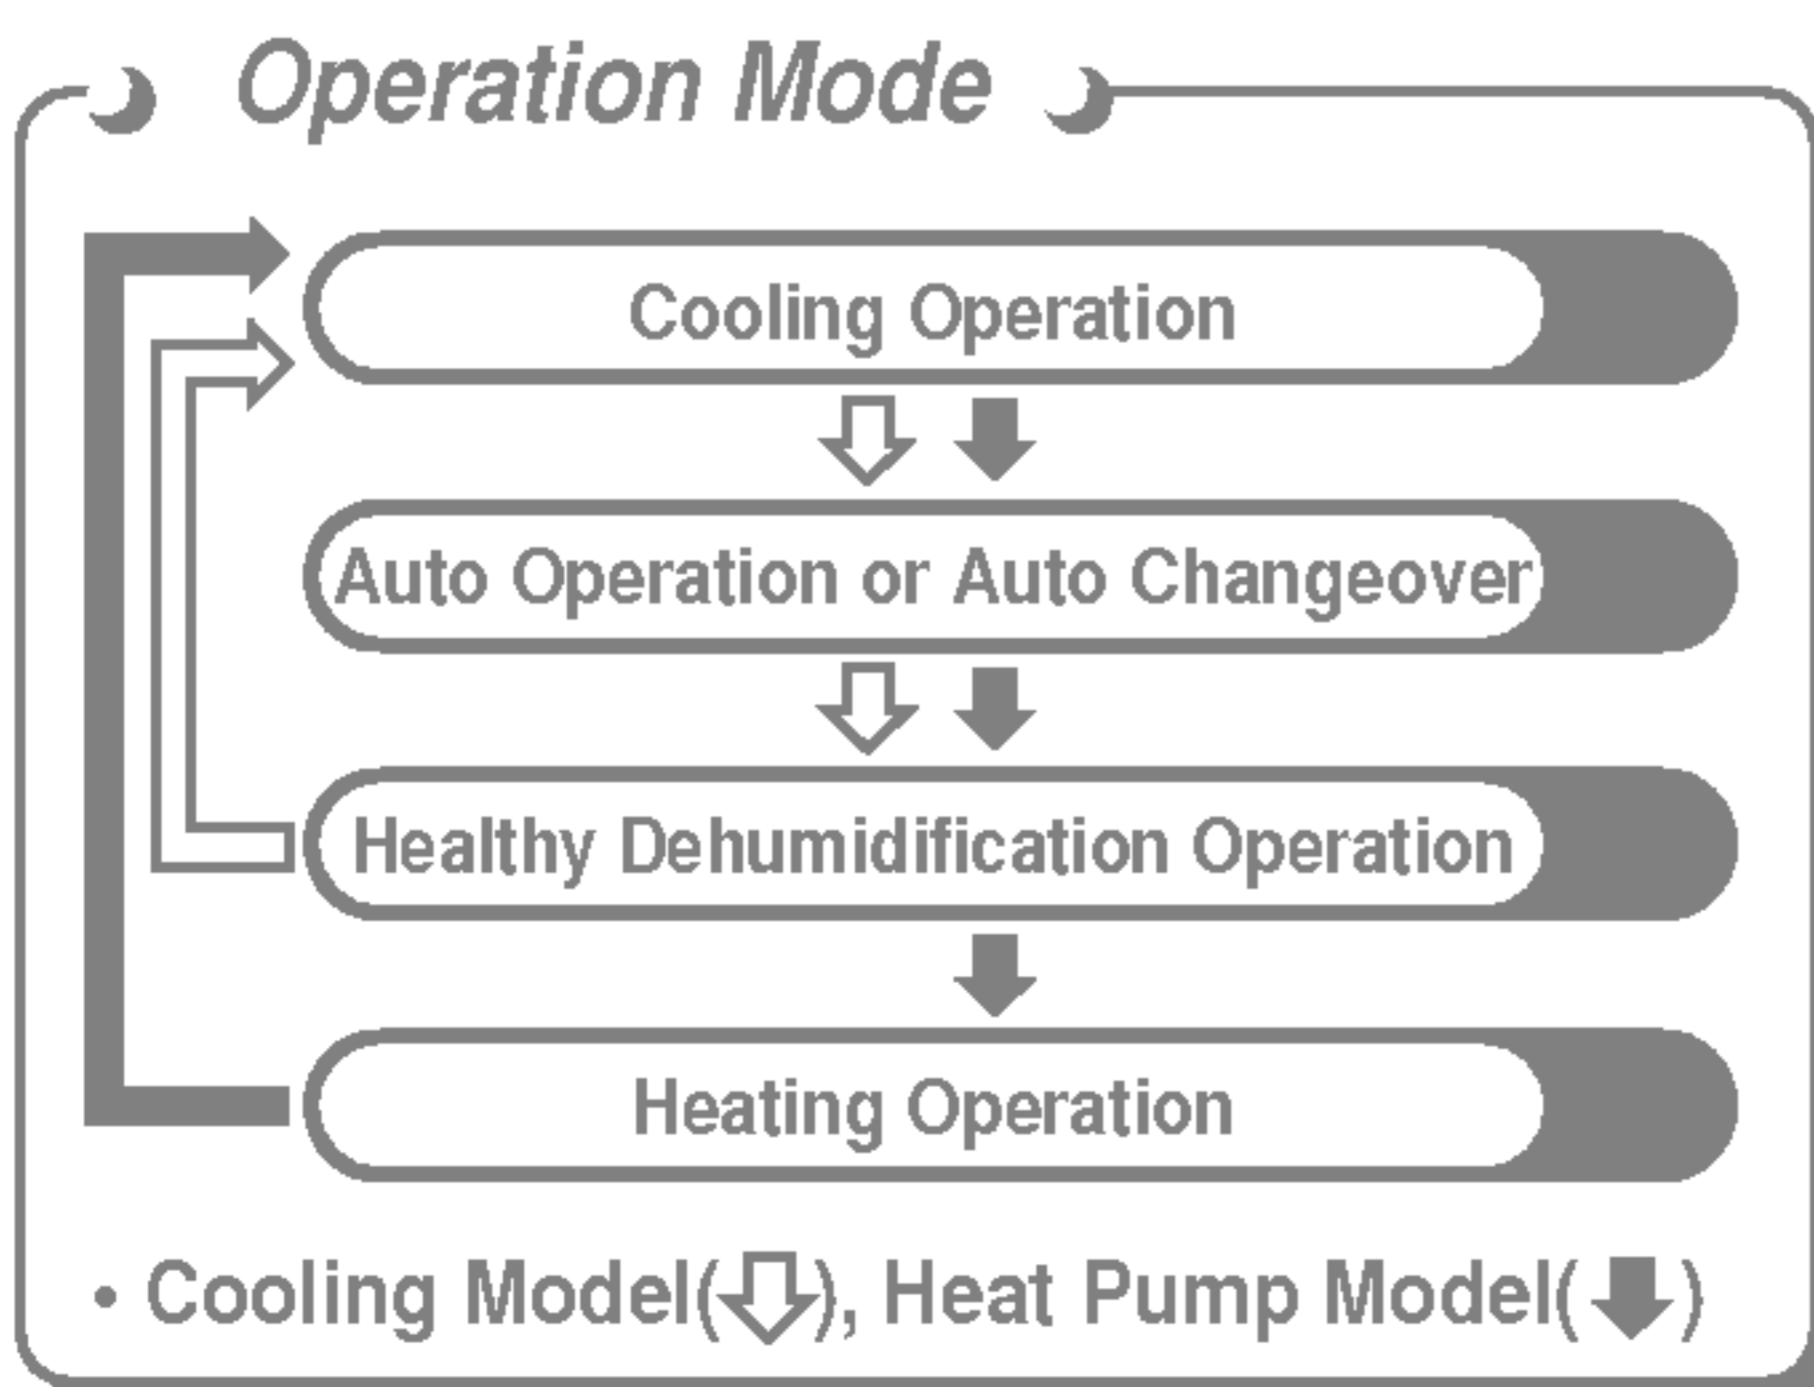 Operation Mode
Cooling Operation
Auto Operation or Auto Changeover
Healthy Dehumidification Operation
Heating Operation
• Cooling Model(⇩), Heat Pump Model(⬇)